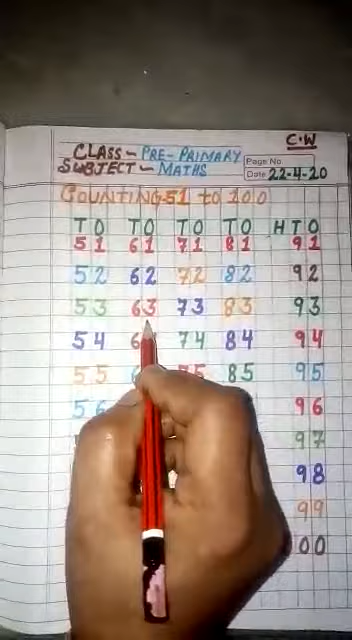 C.W
CLASS - PRE-PRIMARY
SUBJECT - MATHS
Page No
Date 22-4-20
COUNTING 51 to 100
T O T O T O T O H T O
51 61 71 81 91
52 62 72 82 92
53 63 73 83 93
54 74 84 94
55 85 95
56 96
97
98
99